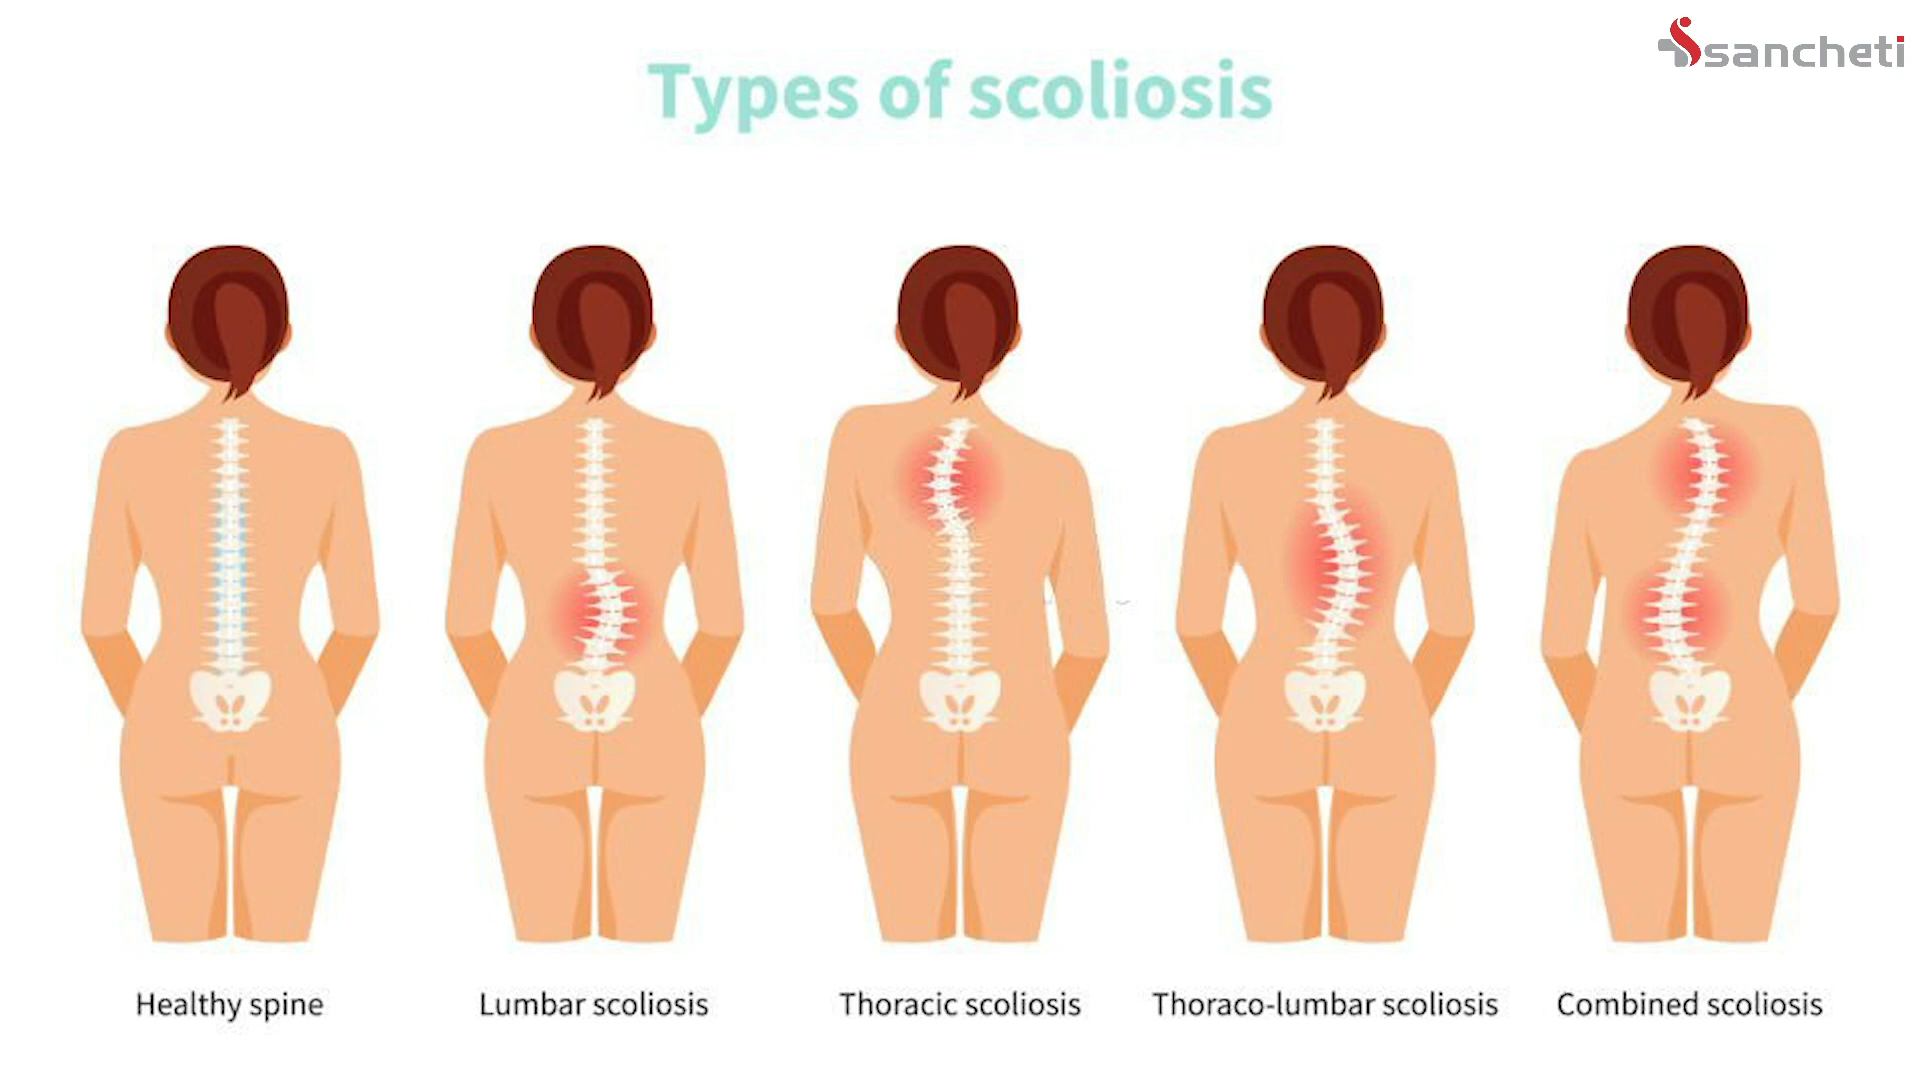 sancheti
Types of scoliosis
Healthy spine
Lumbar scoliosis
Thoracic scoliosis
Thoraco-lumbar scoliosis
Combined scoliosis